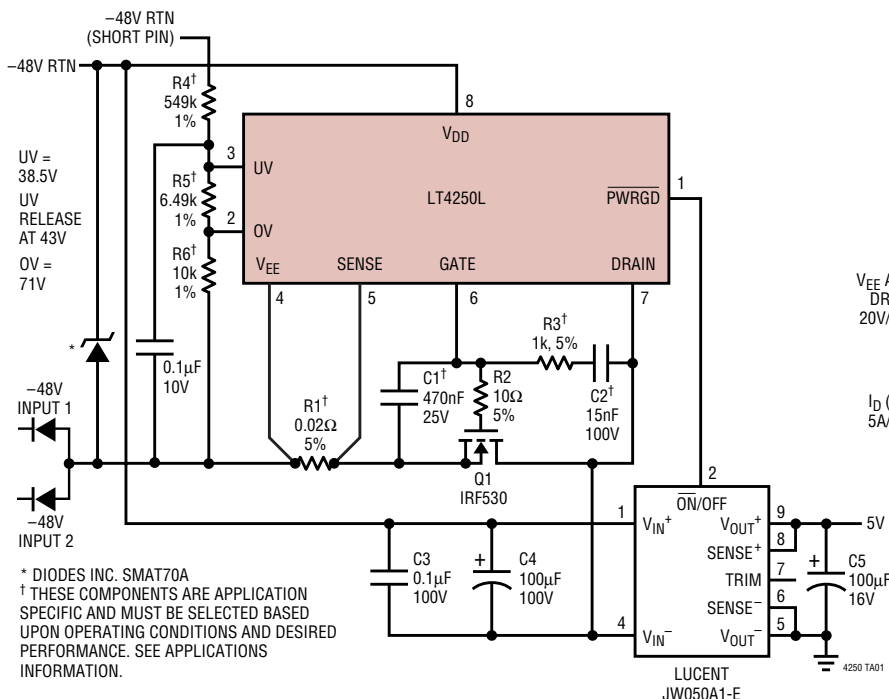 –48V RTN
(SHORT PIN)
–48V RTN
R4†
549k
1%
8
VDD
UV =
38.5V
UV
RELEASE
AT 43V
OV =
71V
3
UV
R5†
6.49k
1%
LT4250L
PWRGD
1
2
OV
R6†
10k
1%
VEE
SENSE
GATE
DRAIN
4
5
6
7
VEE A
DR
20V/
R3†
1k, 5%
*
0.1µF
10V
C1†
470nF
25V
R2
10Ω
5%
C2†
15nF
100V
–48V
INPUT 1
R1†
0.02Ω
5%
ID (
5A/
Q1
IRF530
2
–48V
INPUT 2
ON/OFF
1
VIN+
VOUT+
9
5V
SENSE+
8
C3
0.1µF
100V
+
C4
100µF
100V
TRIM
7
+
C5
100µF
16V
SENSE–
6
4
VIN–
VOUT–
5
* DIODES INC. SMAT70A
† THESE COMPONENTS ARE APPLICATION
SPECIFIC AND MUST BE SELECTED BASED
UPON OPERATING CONDITIONS AND DESIRED
PERFORMANCE. SEE APPLICATIONS
INFORMATION.
LUCENT
JW050A1-E
4250 TA01